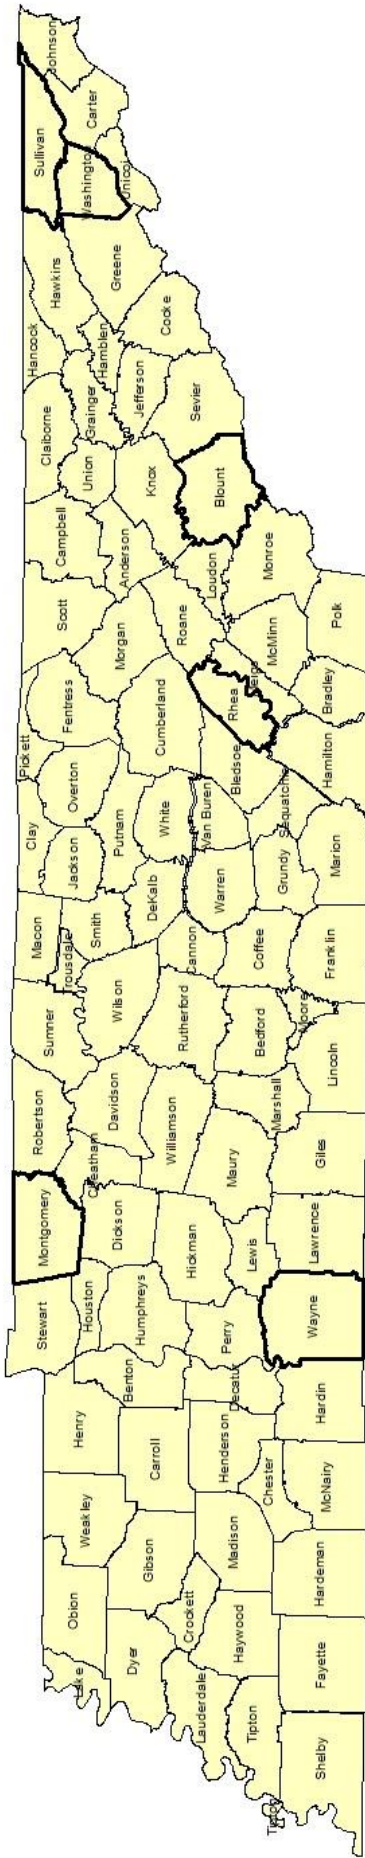 Johnson
Carter
Sullivan
Washington
Unicoi
Hawkins
Greene
Cooke
Hancock
Hamblen
Claiborne
Grainger
Jefferson
Sevier
Union
Knox
Blount
Campbell
Anderson
Loudon
Monroe
Scott
Morgan
Roane
McMinn
Polk
Meigs
Rhea
Bradley
Fentress
Cumberland
Pickett
Bledsoe
Hamilton
Overton
Clay
Putnam
White
Van Buren
Sequatchie
Jackson
DeKalb
Warren
Grundy
Marion
Macon
Smith
Trousdale
Cannon
Coffee
Franklin
Sumner
Wilson
Rutherford
Bedford
Moore
Lincoln
Robertson
Davidson
Williamson
Marshall
Maury
Giles
Cheatham
Montgomery
Dickson
Hickman
Lewis
Lawrence
Stewart
Houston
Humphreys
Perry
Wayne
Benton
Decatur
Hardin
Henry
Carroll
Henderson
Chester
McNairy
Weakley
Gibson
Madison
Hardeman
Obion
Crockett
Haywood
Fayette
Lake
Dyer
Lauderdale
Tipton
Shelby
Tipton